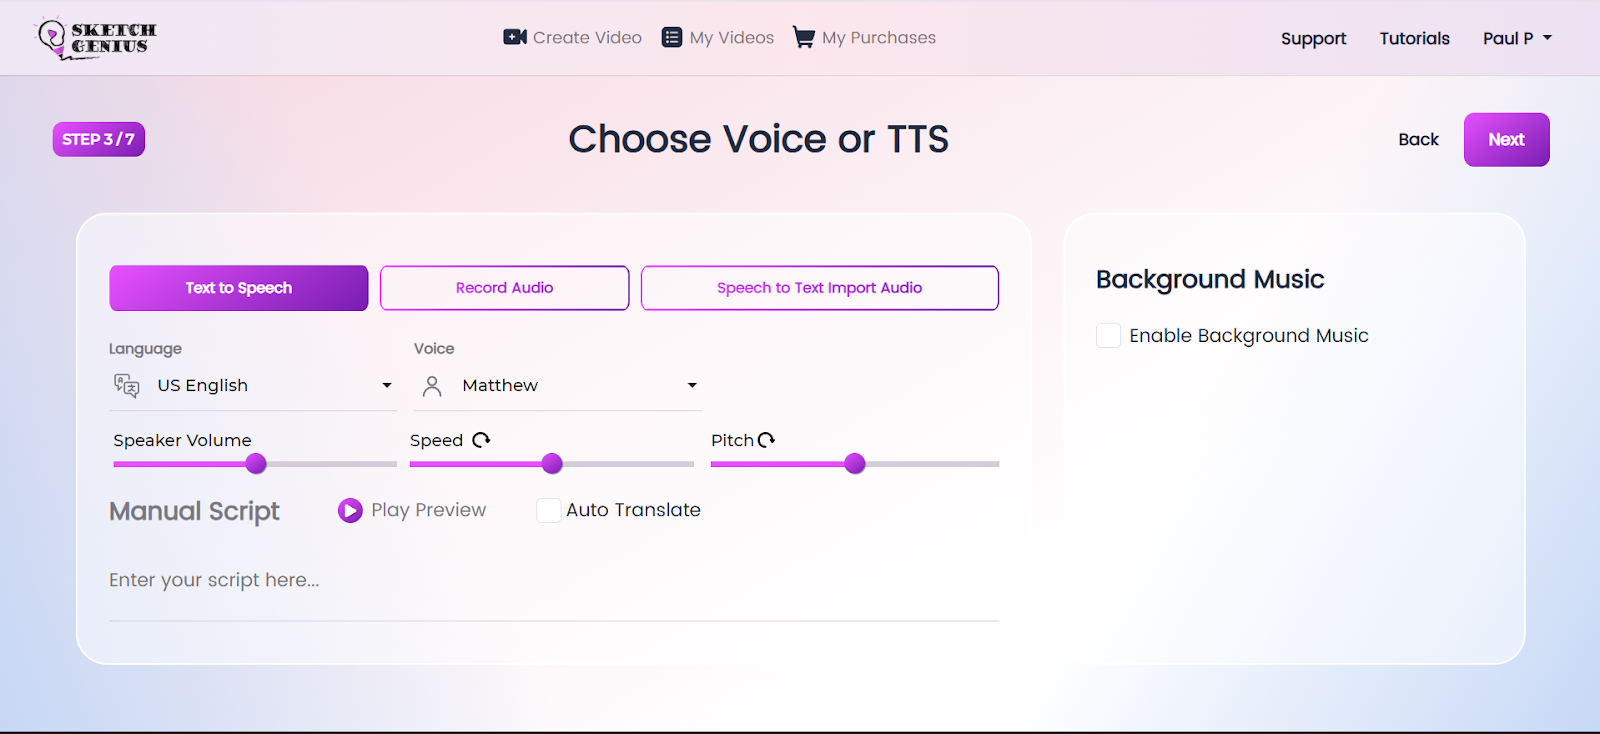 SKETCH
GENIUS
Create Video My Videos My Purchases
Support Tutorials Paul P
STEP 3 / 7
Choose Voice or TTS
Back Next
Text to Speech Record Audio Speech to Text Import Audio
Language Voice
US English Matthew
Speaker Volume Speed Pitch
Manual Script Play Preview Auto Translate
Enter your script here...
Background Music
Enable Background Music